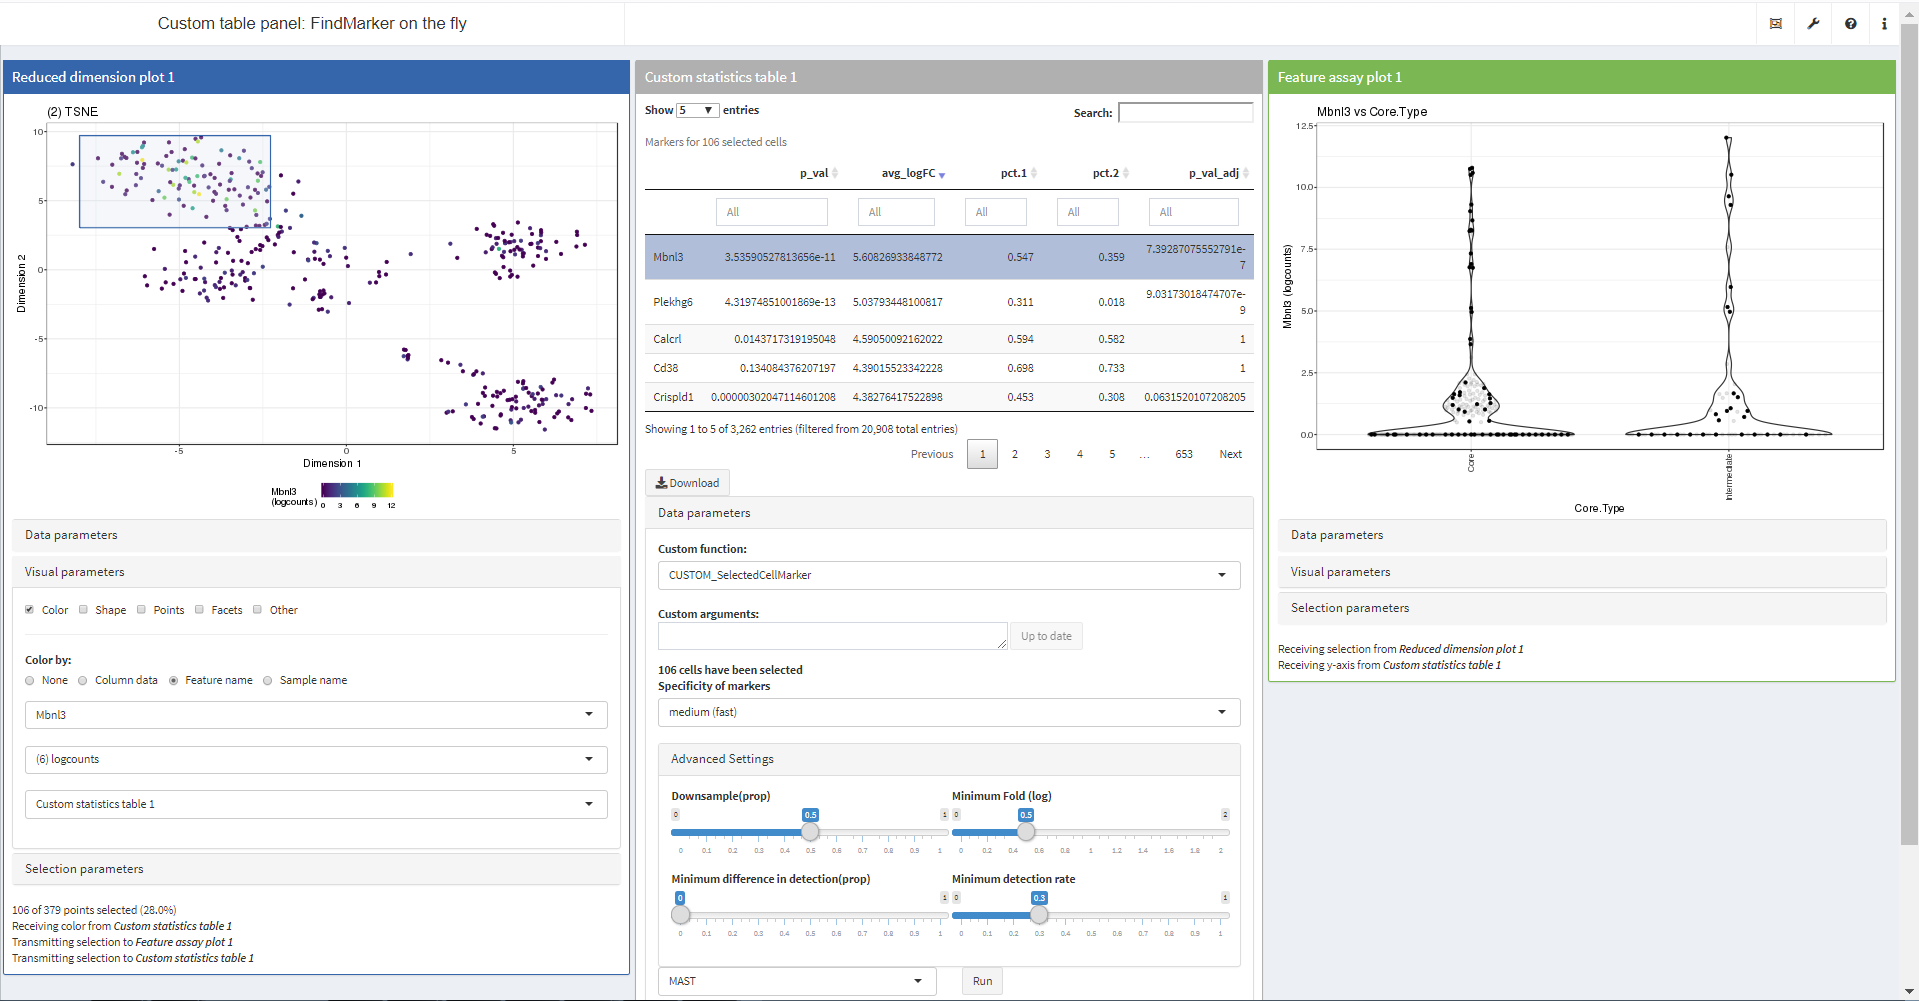 Custom table panel: FindMarker on the fly
Reduced dimension plot 1
(2) TSNE
10
5
0
-5
-10
Dimension 2
-5 0 5
Dimension 1
Mbnl3
(logcounts)
0 3 6 9 12
Data parameters
Visual parameters
Color Shape Points Facets Other
Color by:
None Column data Feature name Sample name
Mbnl3
(6) logcounts
Custom statistics table 1
Selection parameters
106 of 379 points selected (28.0%)
Receiving color from Custom statistics table 1
Transmitting selection to Feature assay plot 1
Transmitting selection to Custom statistics table 1
Custom statistics table 1
Show 5 entries
Search:
Markers for 106 selected cells
p_val avg_logFC pct.1 pct.2 p_val_adj
All All All All All
Mbnl3 3.53590527813656e-11 5.60826933848772 0.547 0.359 7.39287075552791e-
7
Plekhg6 4.31974851001869e-13 5.03793448100817 0.311 0.018 9.03173018474707e-
9
Calcrl 0.0143717319195048 4.59050092162022 0.594 0.582 1
Cd38 0.134084376207197 4.39015523342228 0.698 0.733 1
Crispld1 0.0000302047114601208 4.38276417522898 0.453 0.308 0.0631520107208205
Showing 1 to 5 of 3,262 entries (filtered from 20,908 total entries)
Previous 1 2 3 4 5 ... 653 Next
Download
Data parameters
Custom function:
CUSTOM_SelectedCellMarker
Custom arguments:
Up to date
106 cells have been selected
Specificity of markers
medium (fast)
Advanced Settings
Downsample(prop) Minimum Fold (log)
0 0.5 1 0 0.5 2
0 0.1 0.2 0.3 0.4 0.5 0.6 0.7 0.8 0.9 1 0 0.2 0.4 0.6 0.8 1 1.2 1.4 1.6 1.8 2
Minimum difference in detection(prop) Minimum detection rate
0 1 0 0.3 1
0 0.1 0.2 0.3 0.4 0.5 0.6 0.7 0.8 0.9 1 0 0.1 0.2 0.3 0.4 0.5 0.6 0.7 0.8 0.9 1
MAST Run
Feature assay plot 1
Mbnl3 vs Core.Type
12.5
10.0
7.5
5.0
2.5
0.0
Mbnl3 (logcounts)
Core Intermediate
Core.Type
Data parameters
Visual parameters
Selection parameters
Receiving selection from Reduced dimension plot 1
Receiving y-axis from Custom statistics table 1